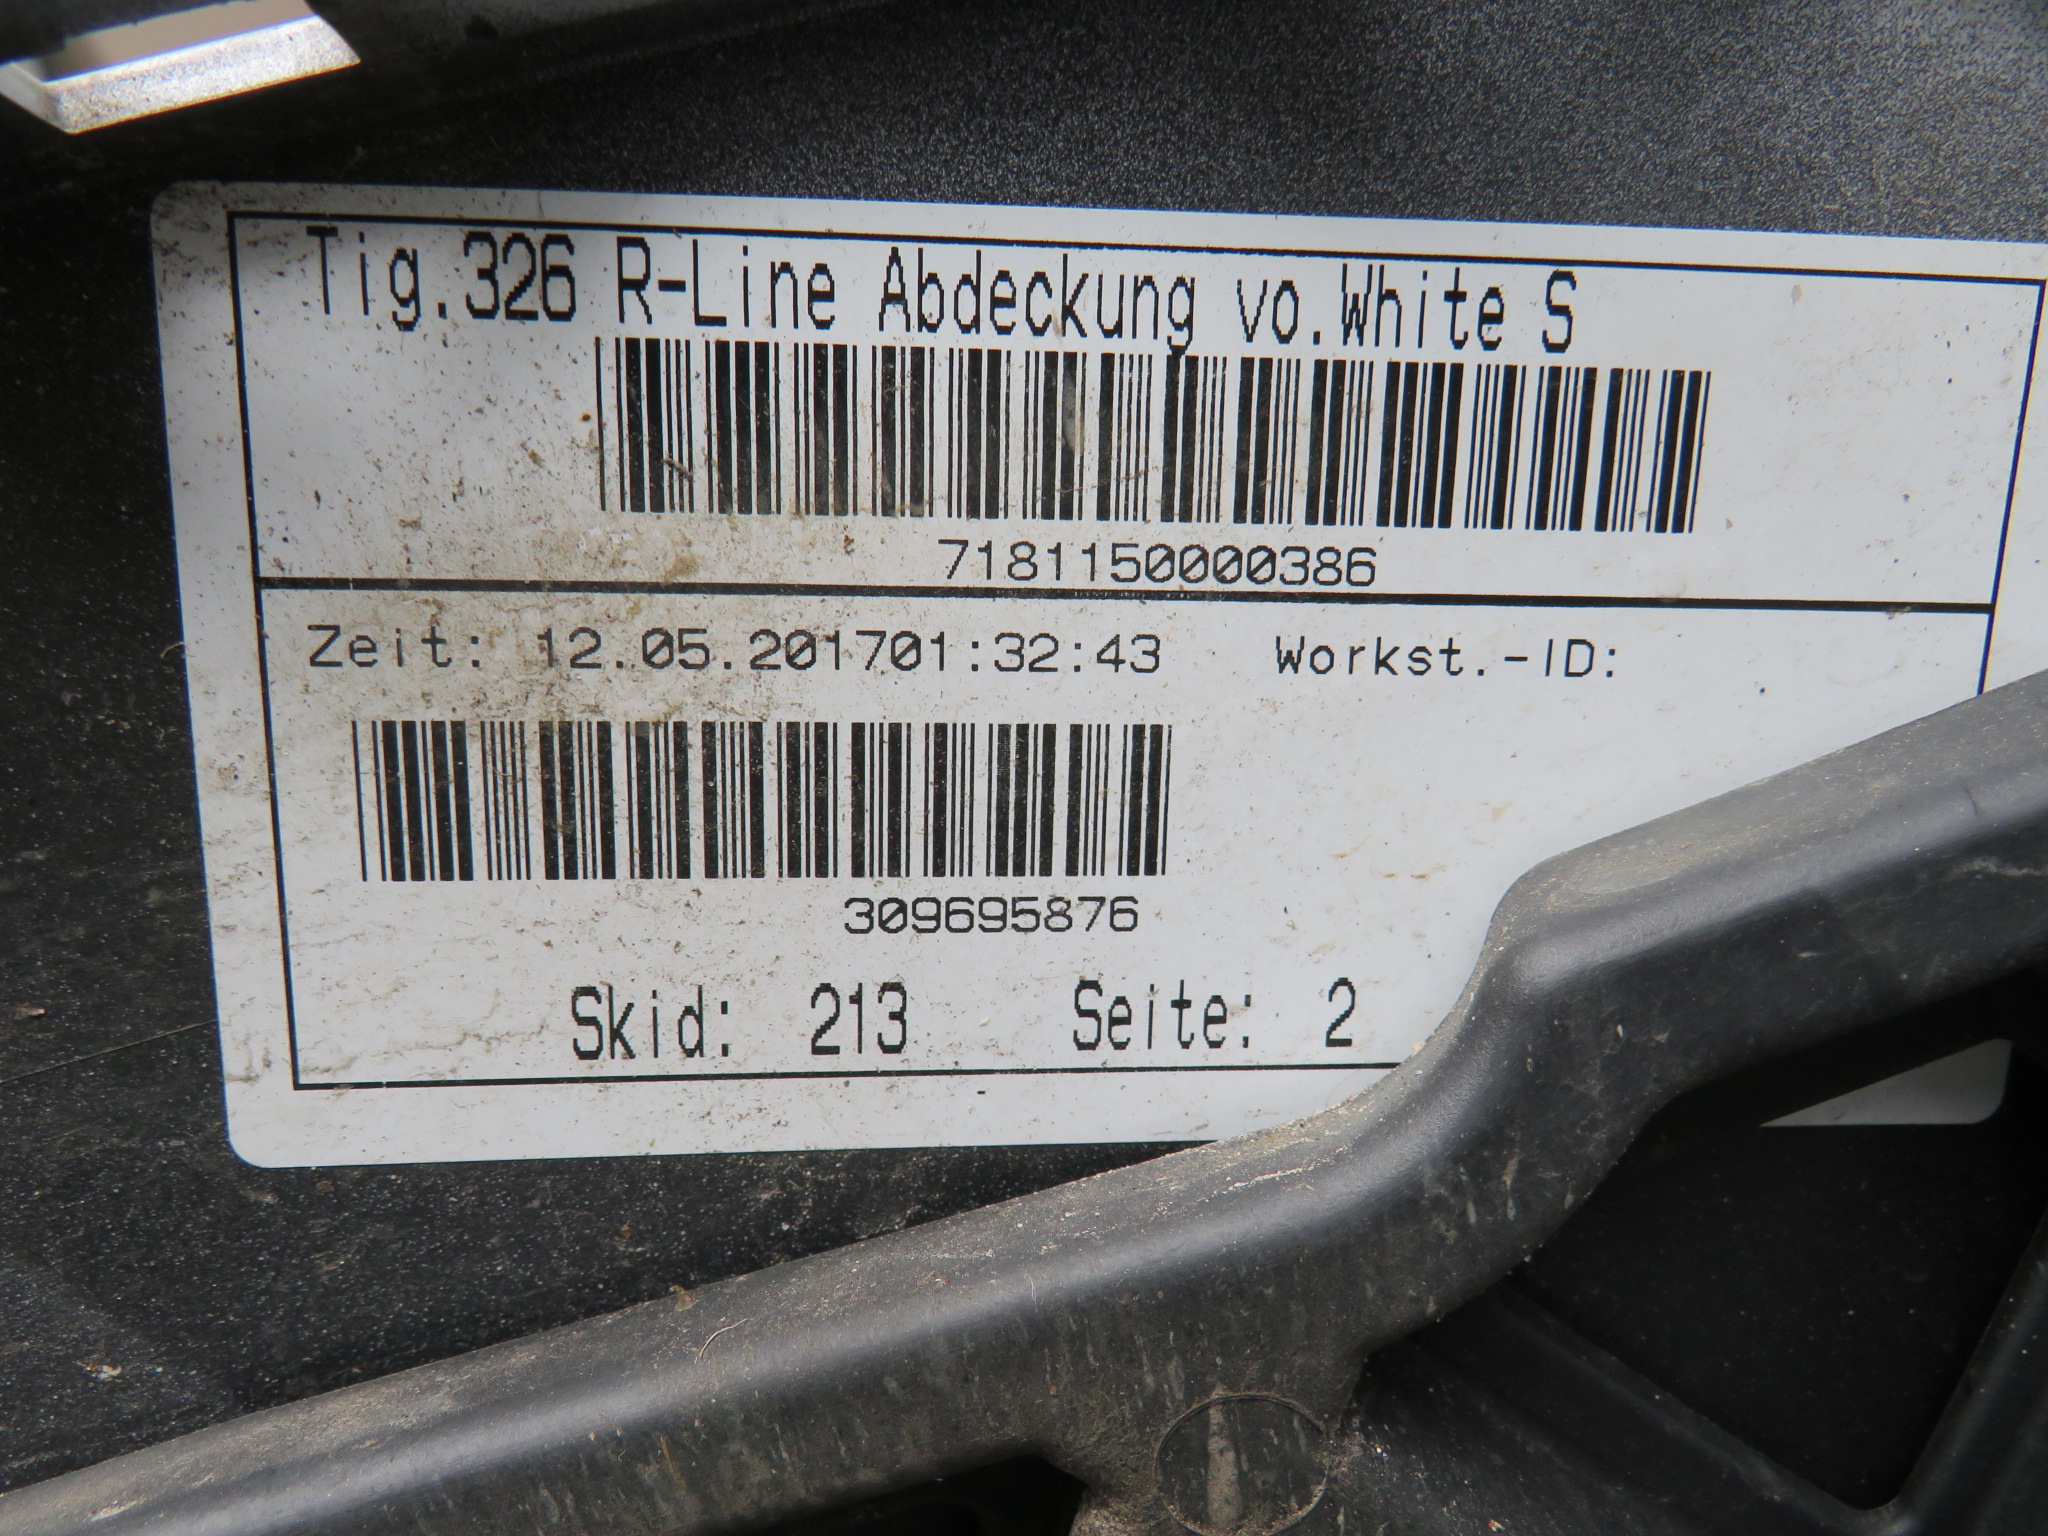 Tig.326 R-Line Abdeckung vo.White S
7181150000386
Zeit: 12.05.201701:32:43 Workst.-ID:
309695876
Skid: 213 Seite: 2